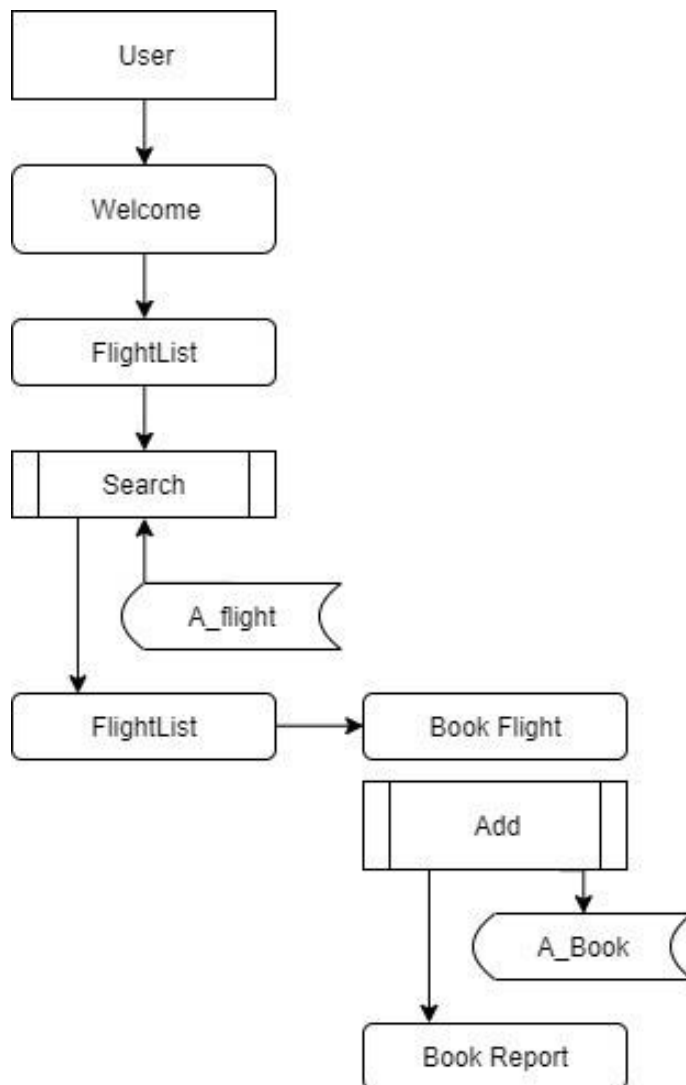 User
Welcome
FlightList
Search
A_flight
FlightList
Book Flight
Add
A_Book
Book Report